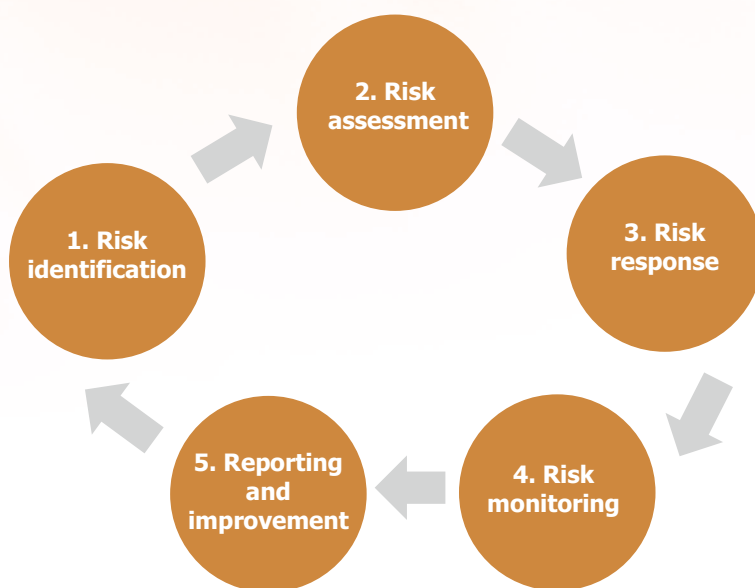 1. Risk
identification
2. Risk
assessment
3. Risk
response
4. Risk
monitoring
5. Reporting
and
improvement